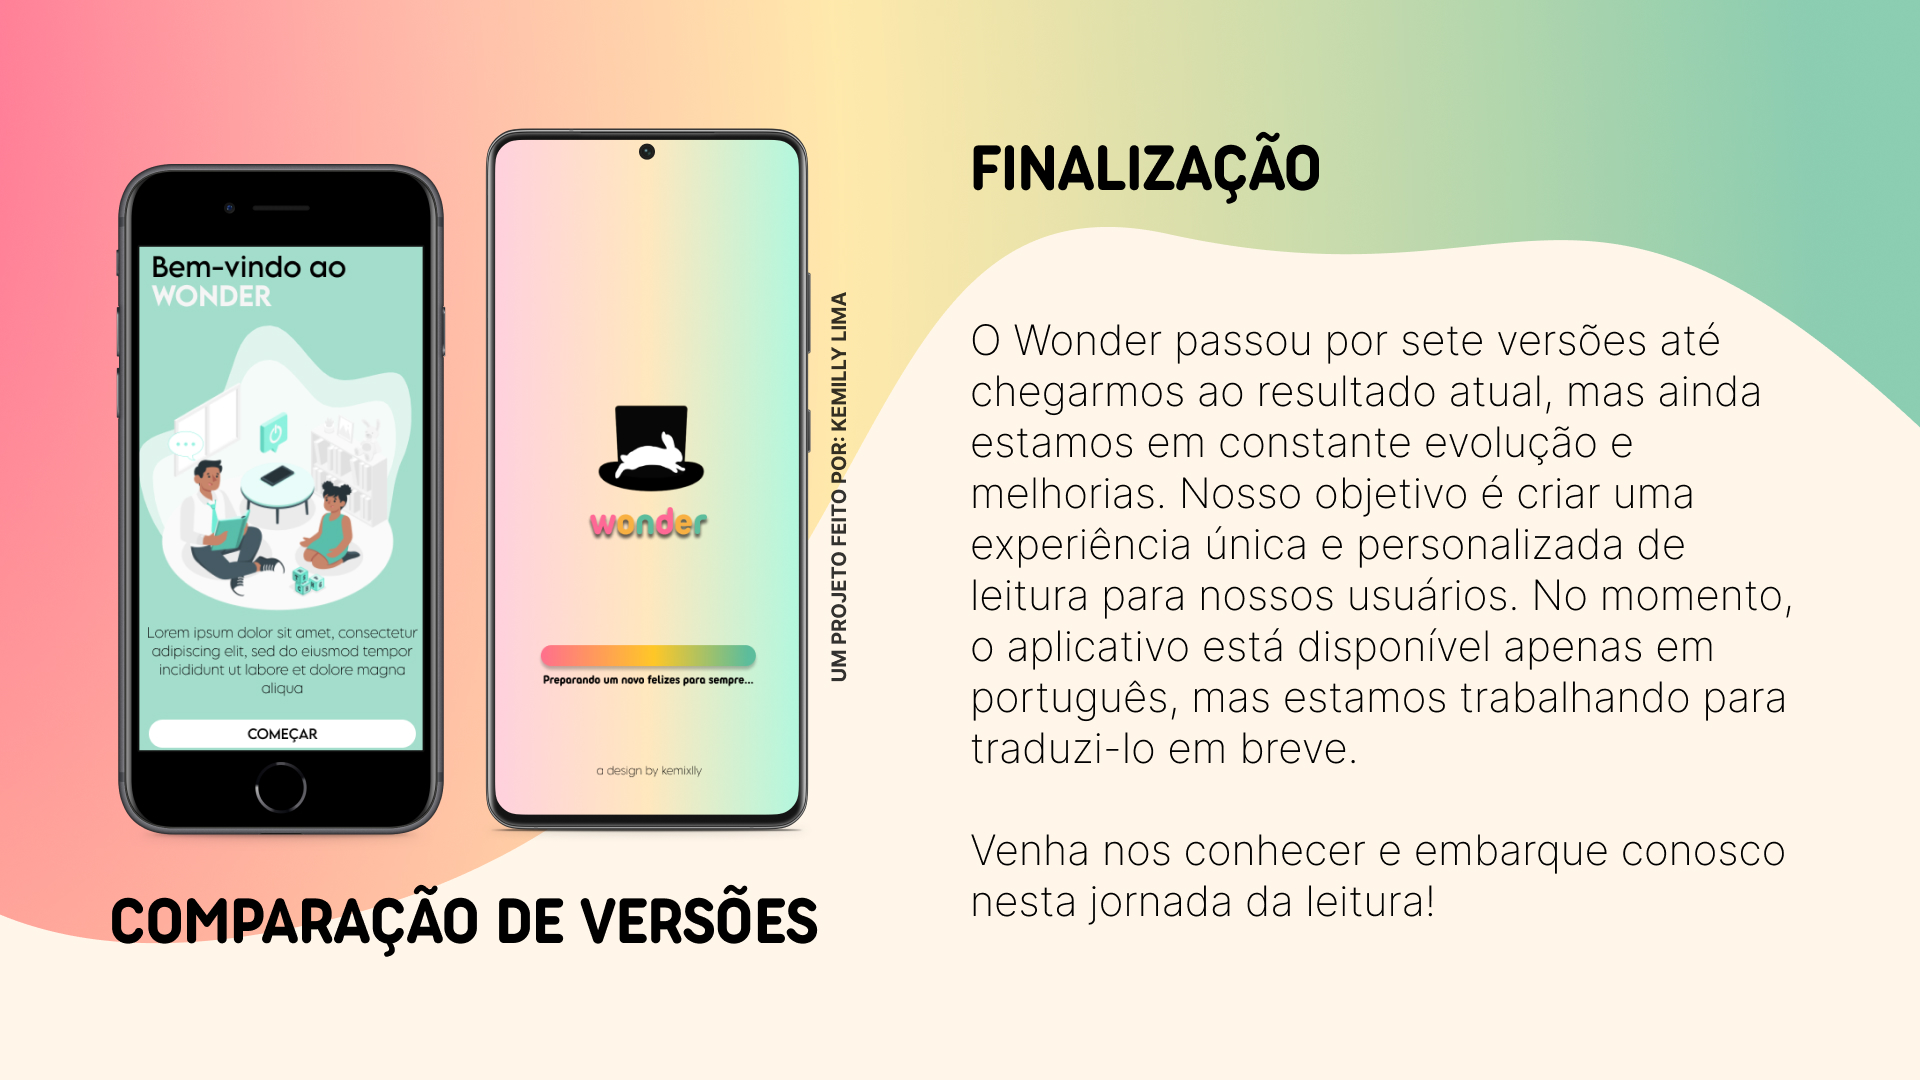 Bem-vindo ao
WONDER
Lorem ipsum dolor sit amet, consectetur
adipiscing elit, sed do eiusmod tempor
incididunt ut labore et dolore magna
aliqua
COMEÇAR
wonder
Preparando um novo felizes para sempre...
a design by kemixlly
UM PROJETO FEITO POR: KEMILLY LIMA
COMPARAÇÃO DE VERSÕES
FINALIZAÇÃO
O Wonder passou por sete versões até
chegarmos ao resultado atual, mas ainda
estamos em constante evolução e
melhorias. Nosso objetivo é criar uma
experiência única e personalizada de
leitura para nossos usuários. No momento,
o aplicativo está disponível apenas em
português, mas estamos trabalhando para
traduzi-lo em breve.
Venha nos conhecer e embarque conosco
nesta jornada da leitura!